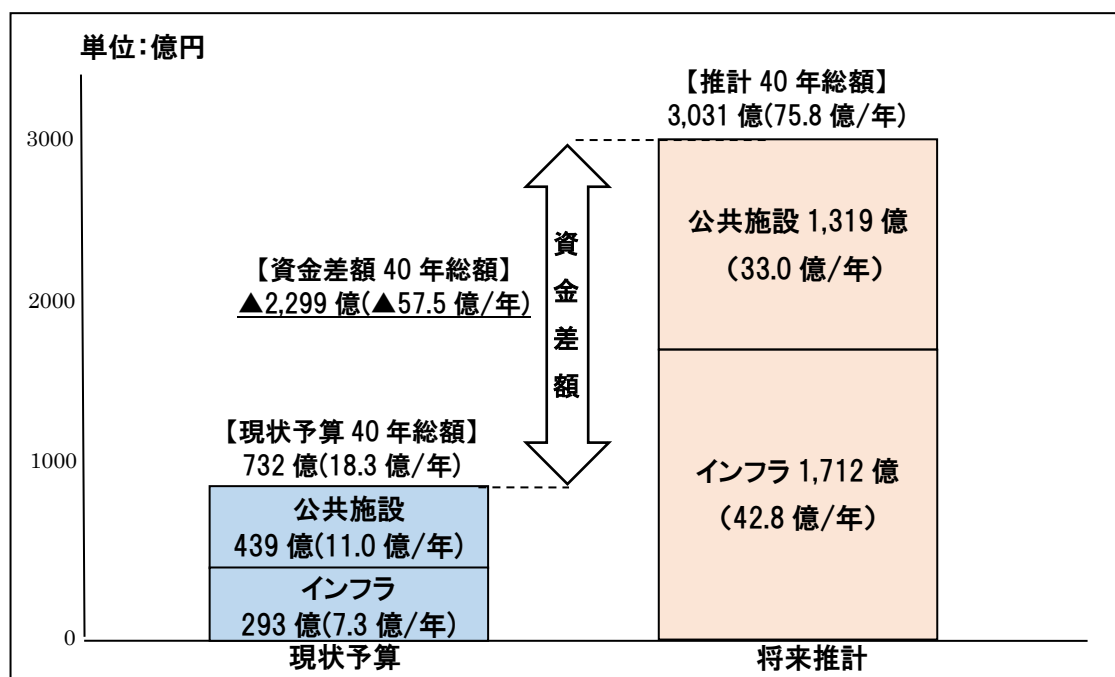 単位：億円
【推計 40 年総額】
3,031 億(75.8 億/年)
3000
公共施設 1,319 億
（33.0 億/年）
資金差額
【資金差額 40 年総額】
▲2,299 億(▲57.5 億/年)
2000
【現状予算 40 年総額】
732 億(18.3 億/年)
1000
インフラ 1,712 億
（42.8 億/年）
公共施設
439 億(11.0 億/年)
インフラ
293 億(7.3 億/年)
0
現状予算
将来推計